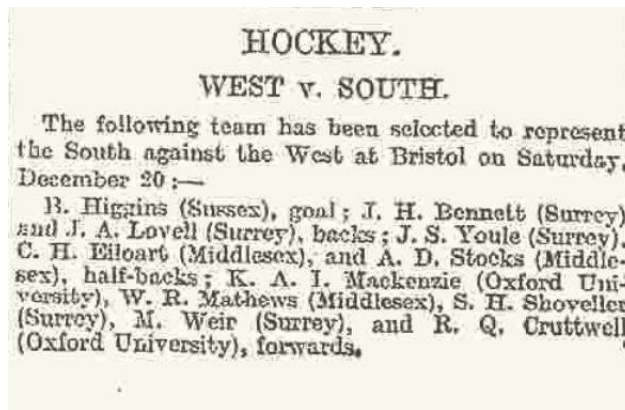 HOCKEY.
WEST v. SOUTH.
The following team has been selected to represent
the South against the West at Bristol on Saturday,
December 20 :—
B. Higgins (Sussex), goal ; J. H. Bennett (Surrey)
and J. A. Lovell (Surrey), backs ; J. S. Youle (Surrey),
C. H. Eiloart (Middlesex), and A. D. Stocks (Middle-
sex), half-backs ; K. A. I. Mackenzie (Oxford Uni-
versity), W. R. Mathews (Middlesex), S. H. Shoveller
(Surrey), M. Weir (Surrey), and R. Q. Cruttwell
(Oxford University), forwards.